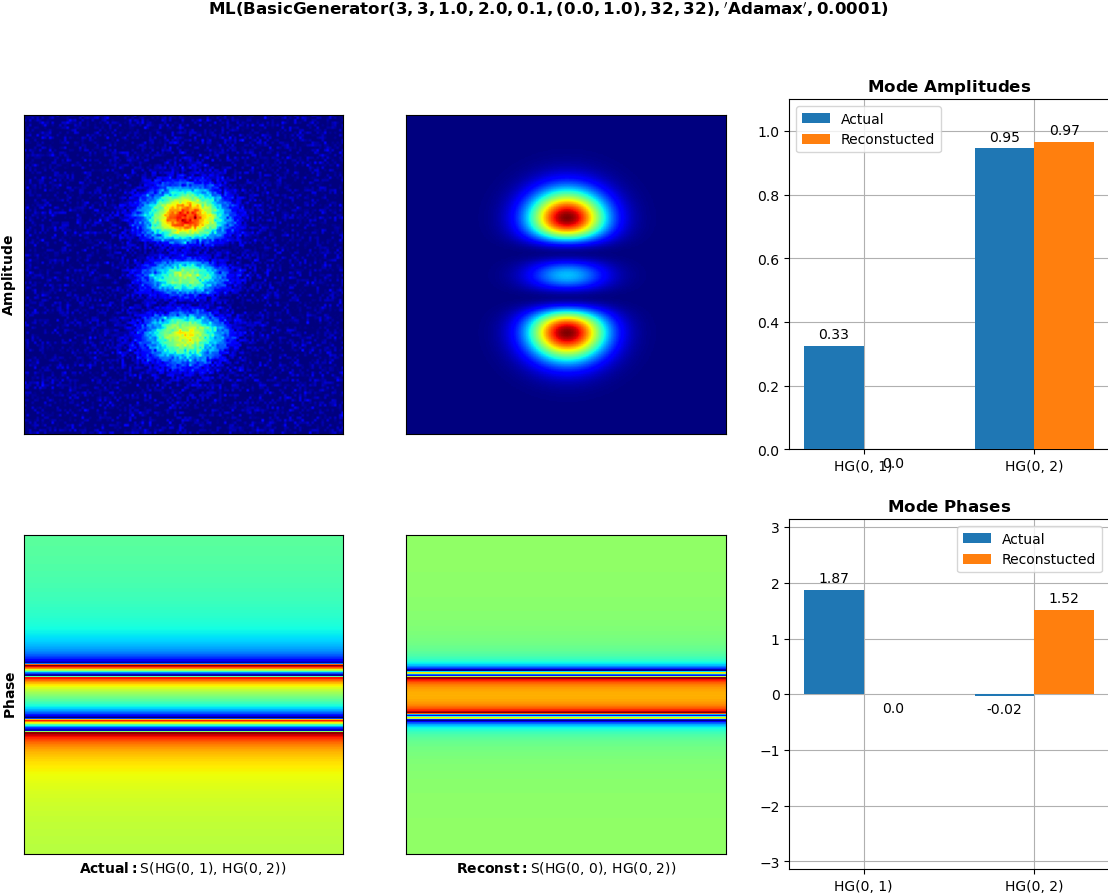 ML(BasicGenerator(3, 3, 1.0, 2.0, 0.1, (0.0, 1.0), 32, 32), 'Adamax', 0.0001)
Amplitude
Mode Amplitudes
Actual
Reconstucted
1.0
0.8
0.6
0.4
0.2
0.0
0.33
0.0
0.95
0.97
HG(0, 1)
HG(0, 2)
Phase
Actual: S(HG(0, 1), HG(0, 2))
Reconst: S(HG(0, 0), HG(0, 2))
Mode Phases
Actual
Reconstucted
3
2
1
0
−1
−2
−3
1.87
0.0
-0.02
1.52
HG(0, 1)
HG(0, 2)